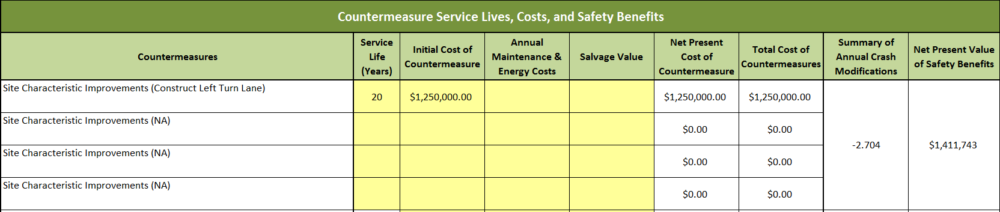 Countermeasure Service Lives, Costs, and Safety Benefits
Countermeasures
Service
Life
(Years)
Initial Cost of
Countermeasure
Annual
Maintenance &
Energy Costs
Salvage Value
Net Present
Cost of
Countermeasure
Total Cost of
Countermeasures
Summary of
Annual Crash
Modifications
Net Present Value
of Safety Benefits
Site Characteristic Improvements (Construct Left Turn Lane)
20
$1,250,000.00
$1,250,000.00
$1,250,000.00
Site Characteristic Improvements (NA)
$0.00
$0.00
-2.704
$1,411,743
Site Characteristic Improvements (NA)
$0.00
$0.00
Site Characteristic Improvements (NA)
$0.00
$0.00